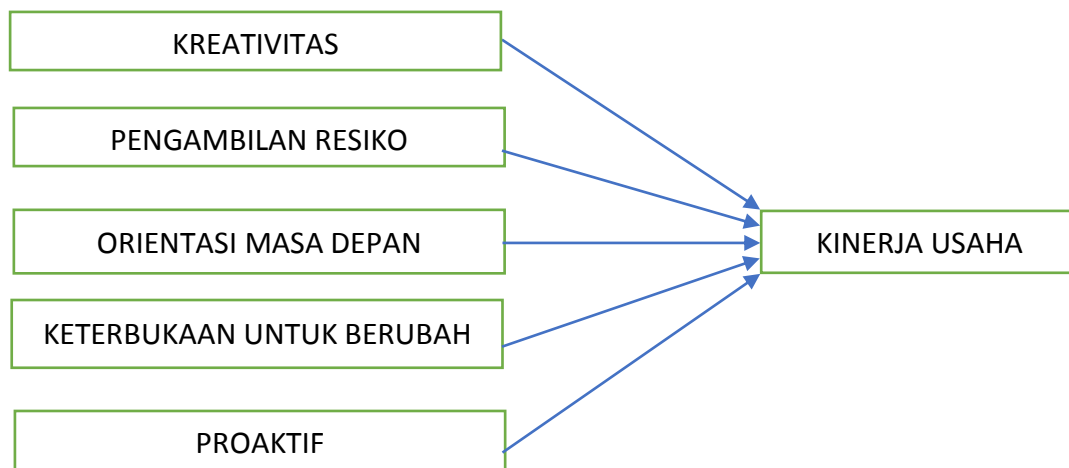 KREATIVITAS
PENGAMBILAN RESIKO
ORIENTASI MASA DEPAN
KINERJA USAHA
KETERBUKAAN UNTUK BERUBAH
PROAKTIF